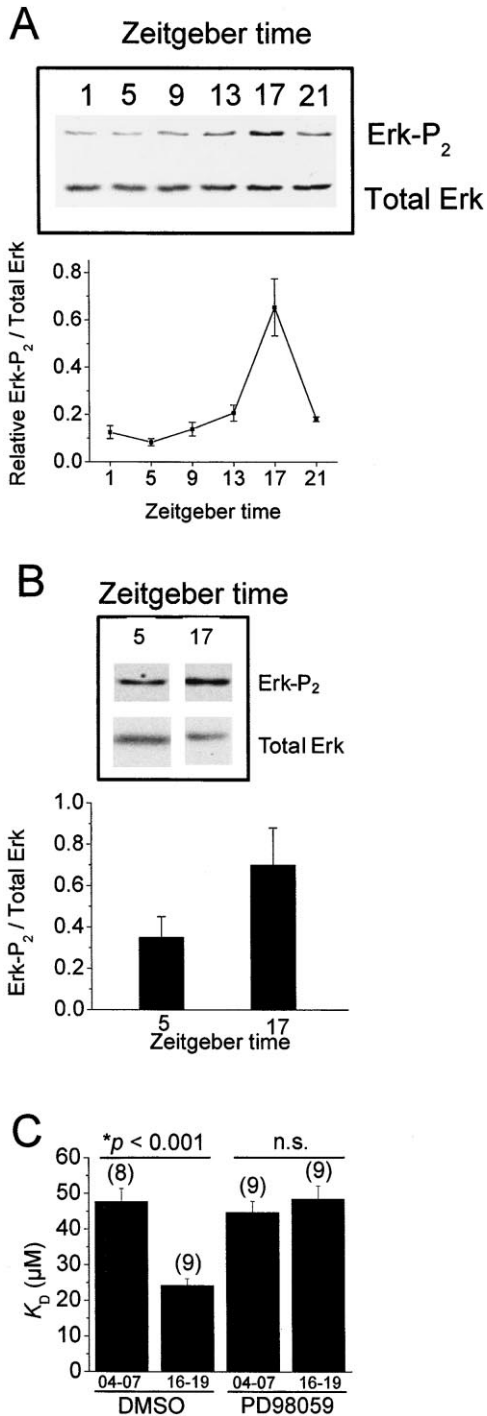 A
Zeitgeber time
1 5 9 13 17 21
Erk-P2
Total Erk
Relative Erk-P2 / Total Erk
0.8
0.6
0.4
0.2
0.0
1 5 9 13 17 21
Zeitgeber time
B
Zeitgeber time
5 17
Erk-P2
Total Erk
Erk-P2 / Total Erk
1.0
0.8
0.6
0.4
0.2
0.0
5 17
Zeitgeber time
C
*p < 0.001 n.s.
KD (µM)
60
50
40
30
20
10
0
(8) (9) (9) (9)
04-07 16-19 04-07 16-19
DMSO PD98059